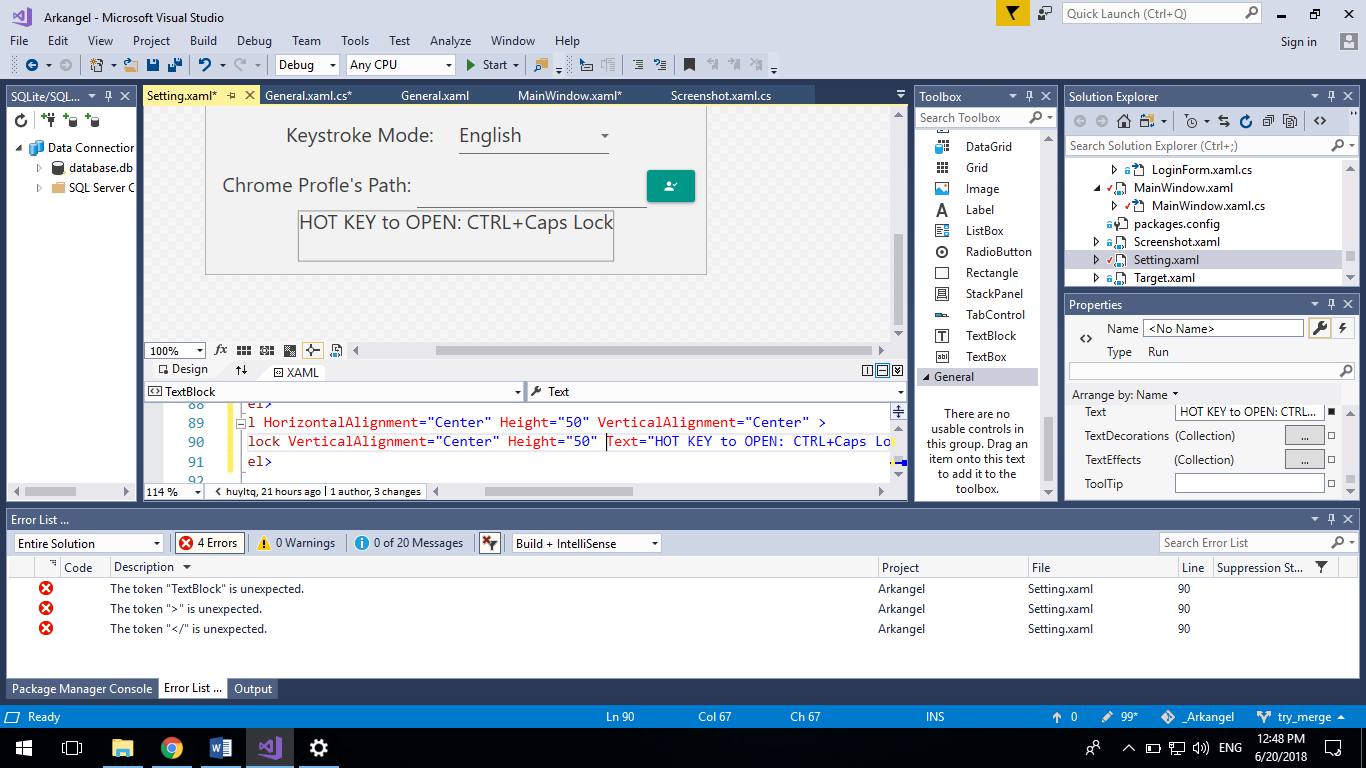 Arkangel - Microsoft Visual Studio
Quick Launch (Ctrl+Q)
File Edit View Project Build Debug Team Tools Test Analyze Window Help
Sign in
Debug Any CPU Start
SQLite/SQL...
Data Connection
database.db
SQL Server C
Setting.xaml* General.xaml.cs* General.xaml MainWindow.xaml* Screenshot.xaml.cs
Keystroke Mode: English
Chrome Profle's Path:
HOT KEY to OPEN: CTRL+Caps Lock
100%
Design XAML
TextBlock Text
88 el>
89 l HorizontalAlignment="Center" Height="50" VerticalAlignment="Center" >
90 lock VerticalAlignment="Center" Height="50" Text="HOT KEY to OPEN: CTRL+Caps Lo
91 el>
92
114 % huyltq, 21 hours ago | 1 author, 3 changes
Toolbox
Search Toolbox
DataGrid
Grid
Image
Label
ListBox
RadioButton
Rectangle
StackPanel
TabControl
TextBlock
TextBox
General
There are no
usable controls in
this group. Drag an
item onto this text
to add it to the
toolbox.
Solution Explorer
Search Solution Explorer (Ctrl+;)
LoginForm.xaml.cs
MainWindow.xaml
MainWindow.xaml.cs
packages.config
Screenshot.xaml
Setting.xaml
Target.xaml
Properties
Name <No Name>
Type Run
Arrange by: Name
Text HOT KEY to OPEN: CTRL...
TextDecorations (Collection) ...
TextEffects (Collection) ...
ToolTip
Error List ...
Entire Solution 4 Errors 0 Warnings 0 of 20 Messages Build + IntelliSense Search Error List
Code Description Project File Line Suppression St...
The token "TextBlock" is unexpected. Arkangel Setting.xaml 90
The token ">" is unexpected. Arkangel Setting.xaml 90
The token "</" is unexpected. Arkangel Setting.xaml 90
Package Manager Console Error List ... Output
Ready Ln 90 Col 67 Ch 67 INS 0 99* _Arkangel try_merge
ENG
12:48 PM
6/20/2018